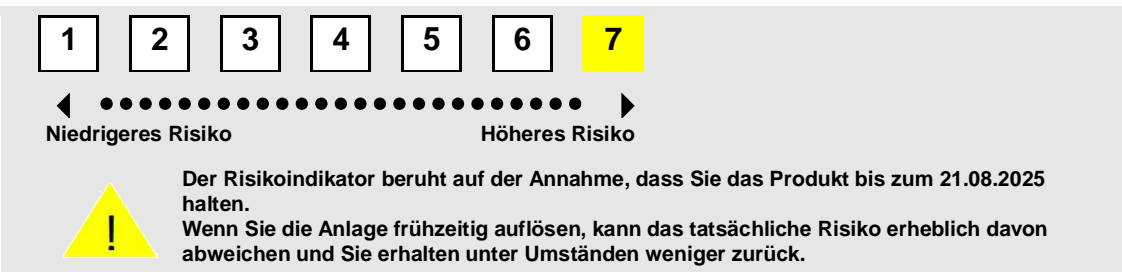 1 2 3 4 5 6 7
Niedrigeres Risiko Höheres Risiko
Der Risikoindikator beruht auf der Annahme, dass Sie das Produkt bis zum 21.08.2025
halten.
Wenn Sie die Anlage frühzeitig auflösen, kann das tatsächliche Risiko erheblich davon
abweichen und Sie erhalten unter Umständen weniger zurück.
!